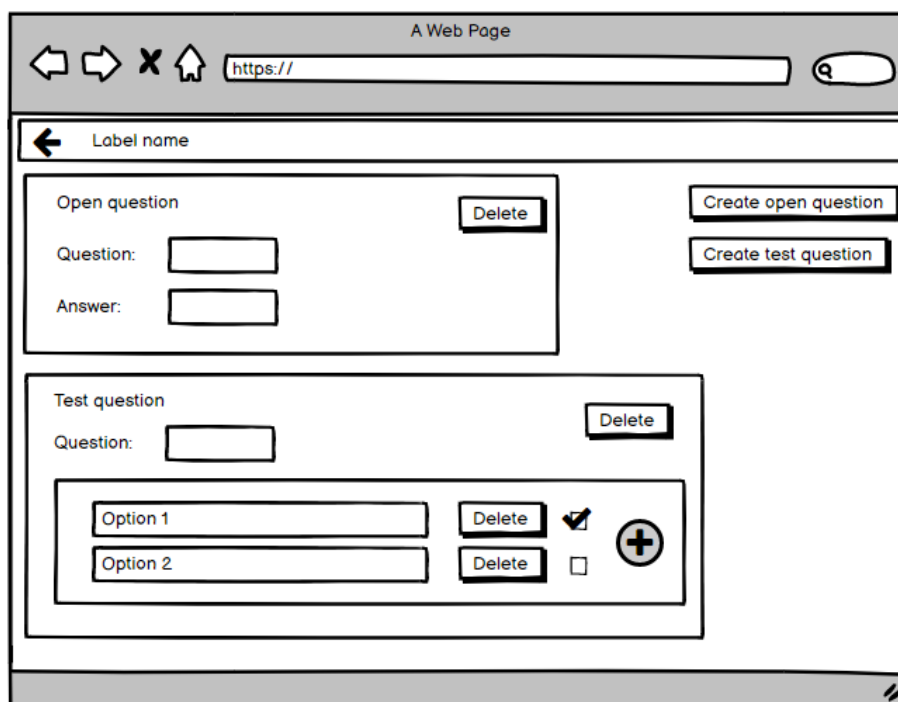 A Web Page
https://
Label name
Open question
Delete
Create open question
Question:
Create test question
Answer:
Test question
Delete
Question:
Option 1
Delete
Option 2
Delete